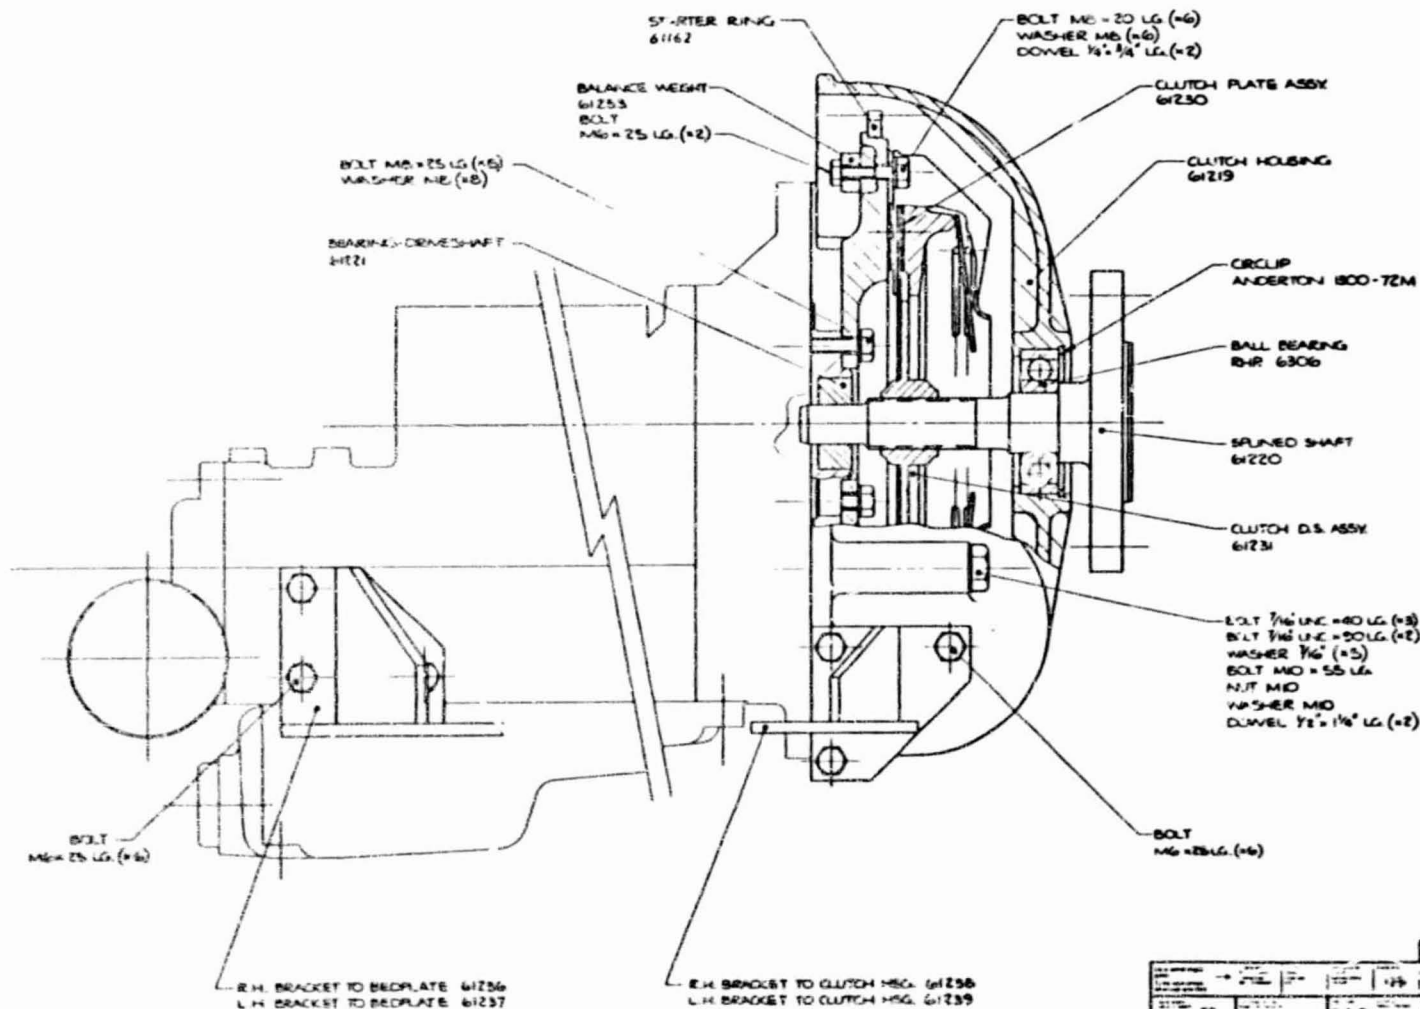 STARTER RING
61162
BOLT M8 × 20 LG. (×6)
WASHER M8 (×6)
DOWEL 1/4" × 3/4" LG. (×2)
BALANCE WEIGHT
61253
BOLT
M6 × 25 LG. (×2)
CLUTCH PLATE ASSY.
61230
BOLT M8 × 25 LG. (×8)
WASHER M8 (×8)
CLUTCH HOUSING
61219
BEARING-DRIVESHAFT
61221
CIRCLIP
ANDERTON 1300-72M
BALL BEARING
RHP. 6306
SPLINED SHAFT
61220
CLUTCH D.S. ASSY.
61231
BOLT 7/16" UNC × 40 LG. (×3)
BOLT 7/16" UNC × 90 LG. (×2)
WASHER 7/16" (×5)
BOLT M10 × 55 LG.
NUT M10
WASHER M10
DOWEL 1/2" × 1 1/8" LG. (×2)
BOLT
M6 × 25 LG. (×6)
BOLT
M6 × 25 LG. (×6)
R.H. BRACKET TO BEDPLATE 61236
L.H. BRACKET TO BEDPLATE 61237
R.H. BRACKET TO CLUTCH HSG. 61238
L.H. BRACKET TO CLUTCH HSG. 61239